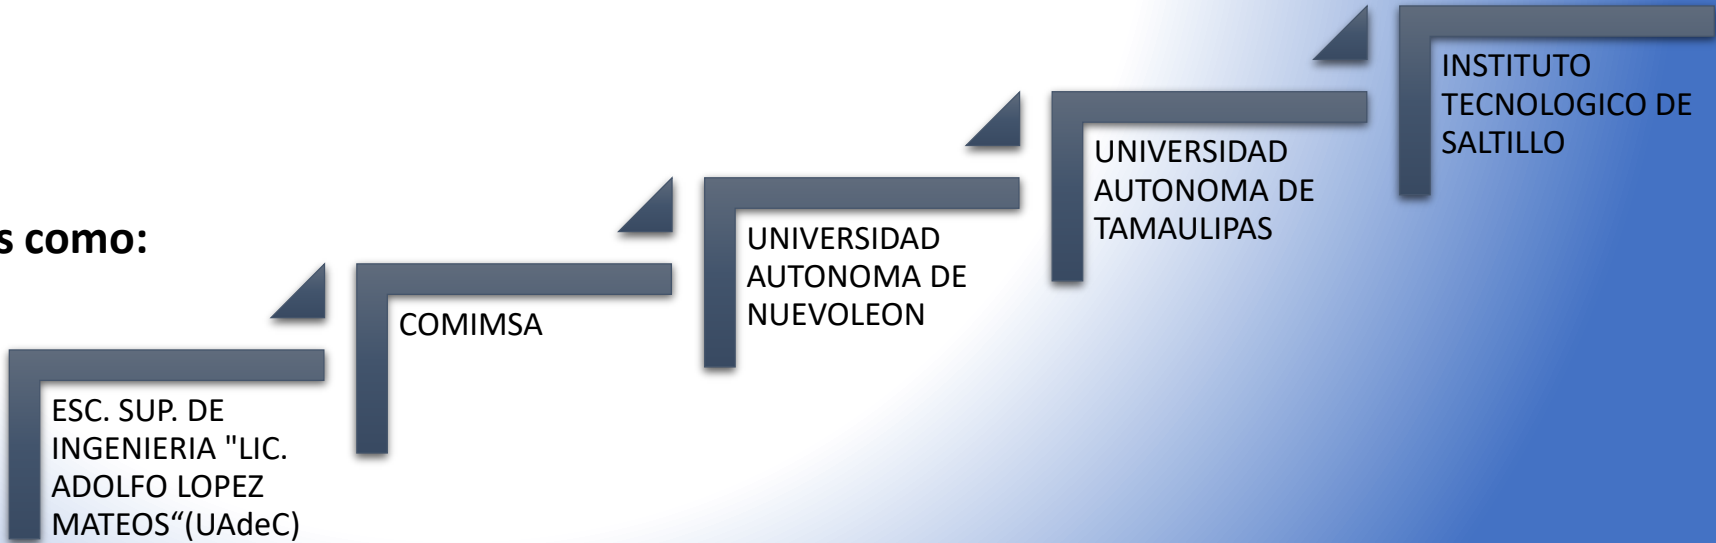 s como:
ESC. SUP. DE
INGENIERIA "LIC.
ADOLFO LOPEZ
MATEOS“(UAdeC)
COMIMSA
UNIVERSIDAD
AUTONOMA DE
NUEVOLEON
UNIVERSIDAD
AUTONOMA DE
TAMAULIPAS
INSTITUTO
TECNOLOGICO DE
SALTILLO